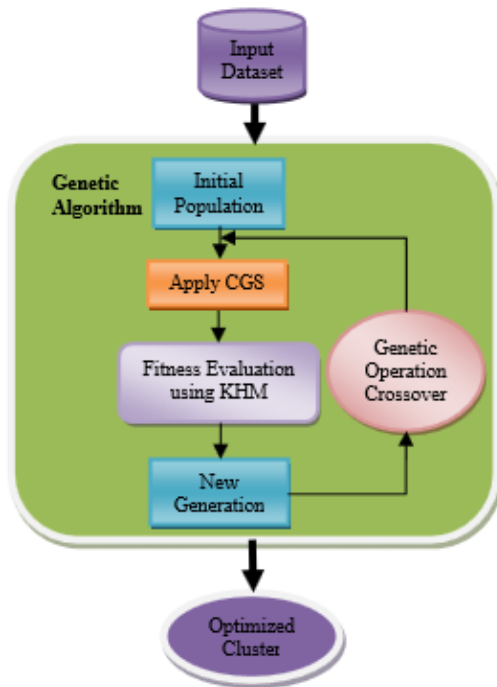 Input
Dataset
Genetic
Algorithm
Initial
Population
Apply CGS
Fitness Evaluation
using KHM
Genetic
Operation
Crossover
New
Generation
Optimized
Cluster